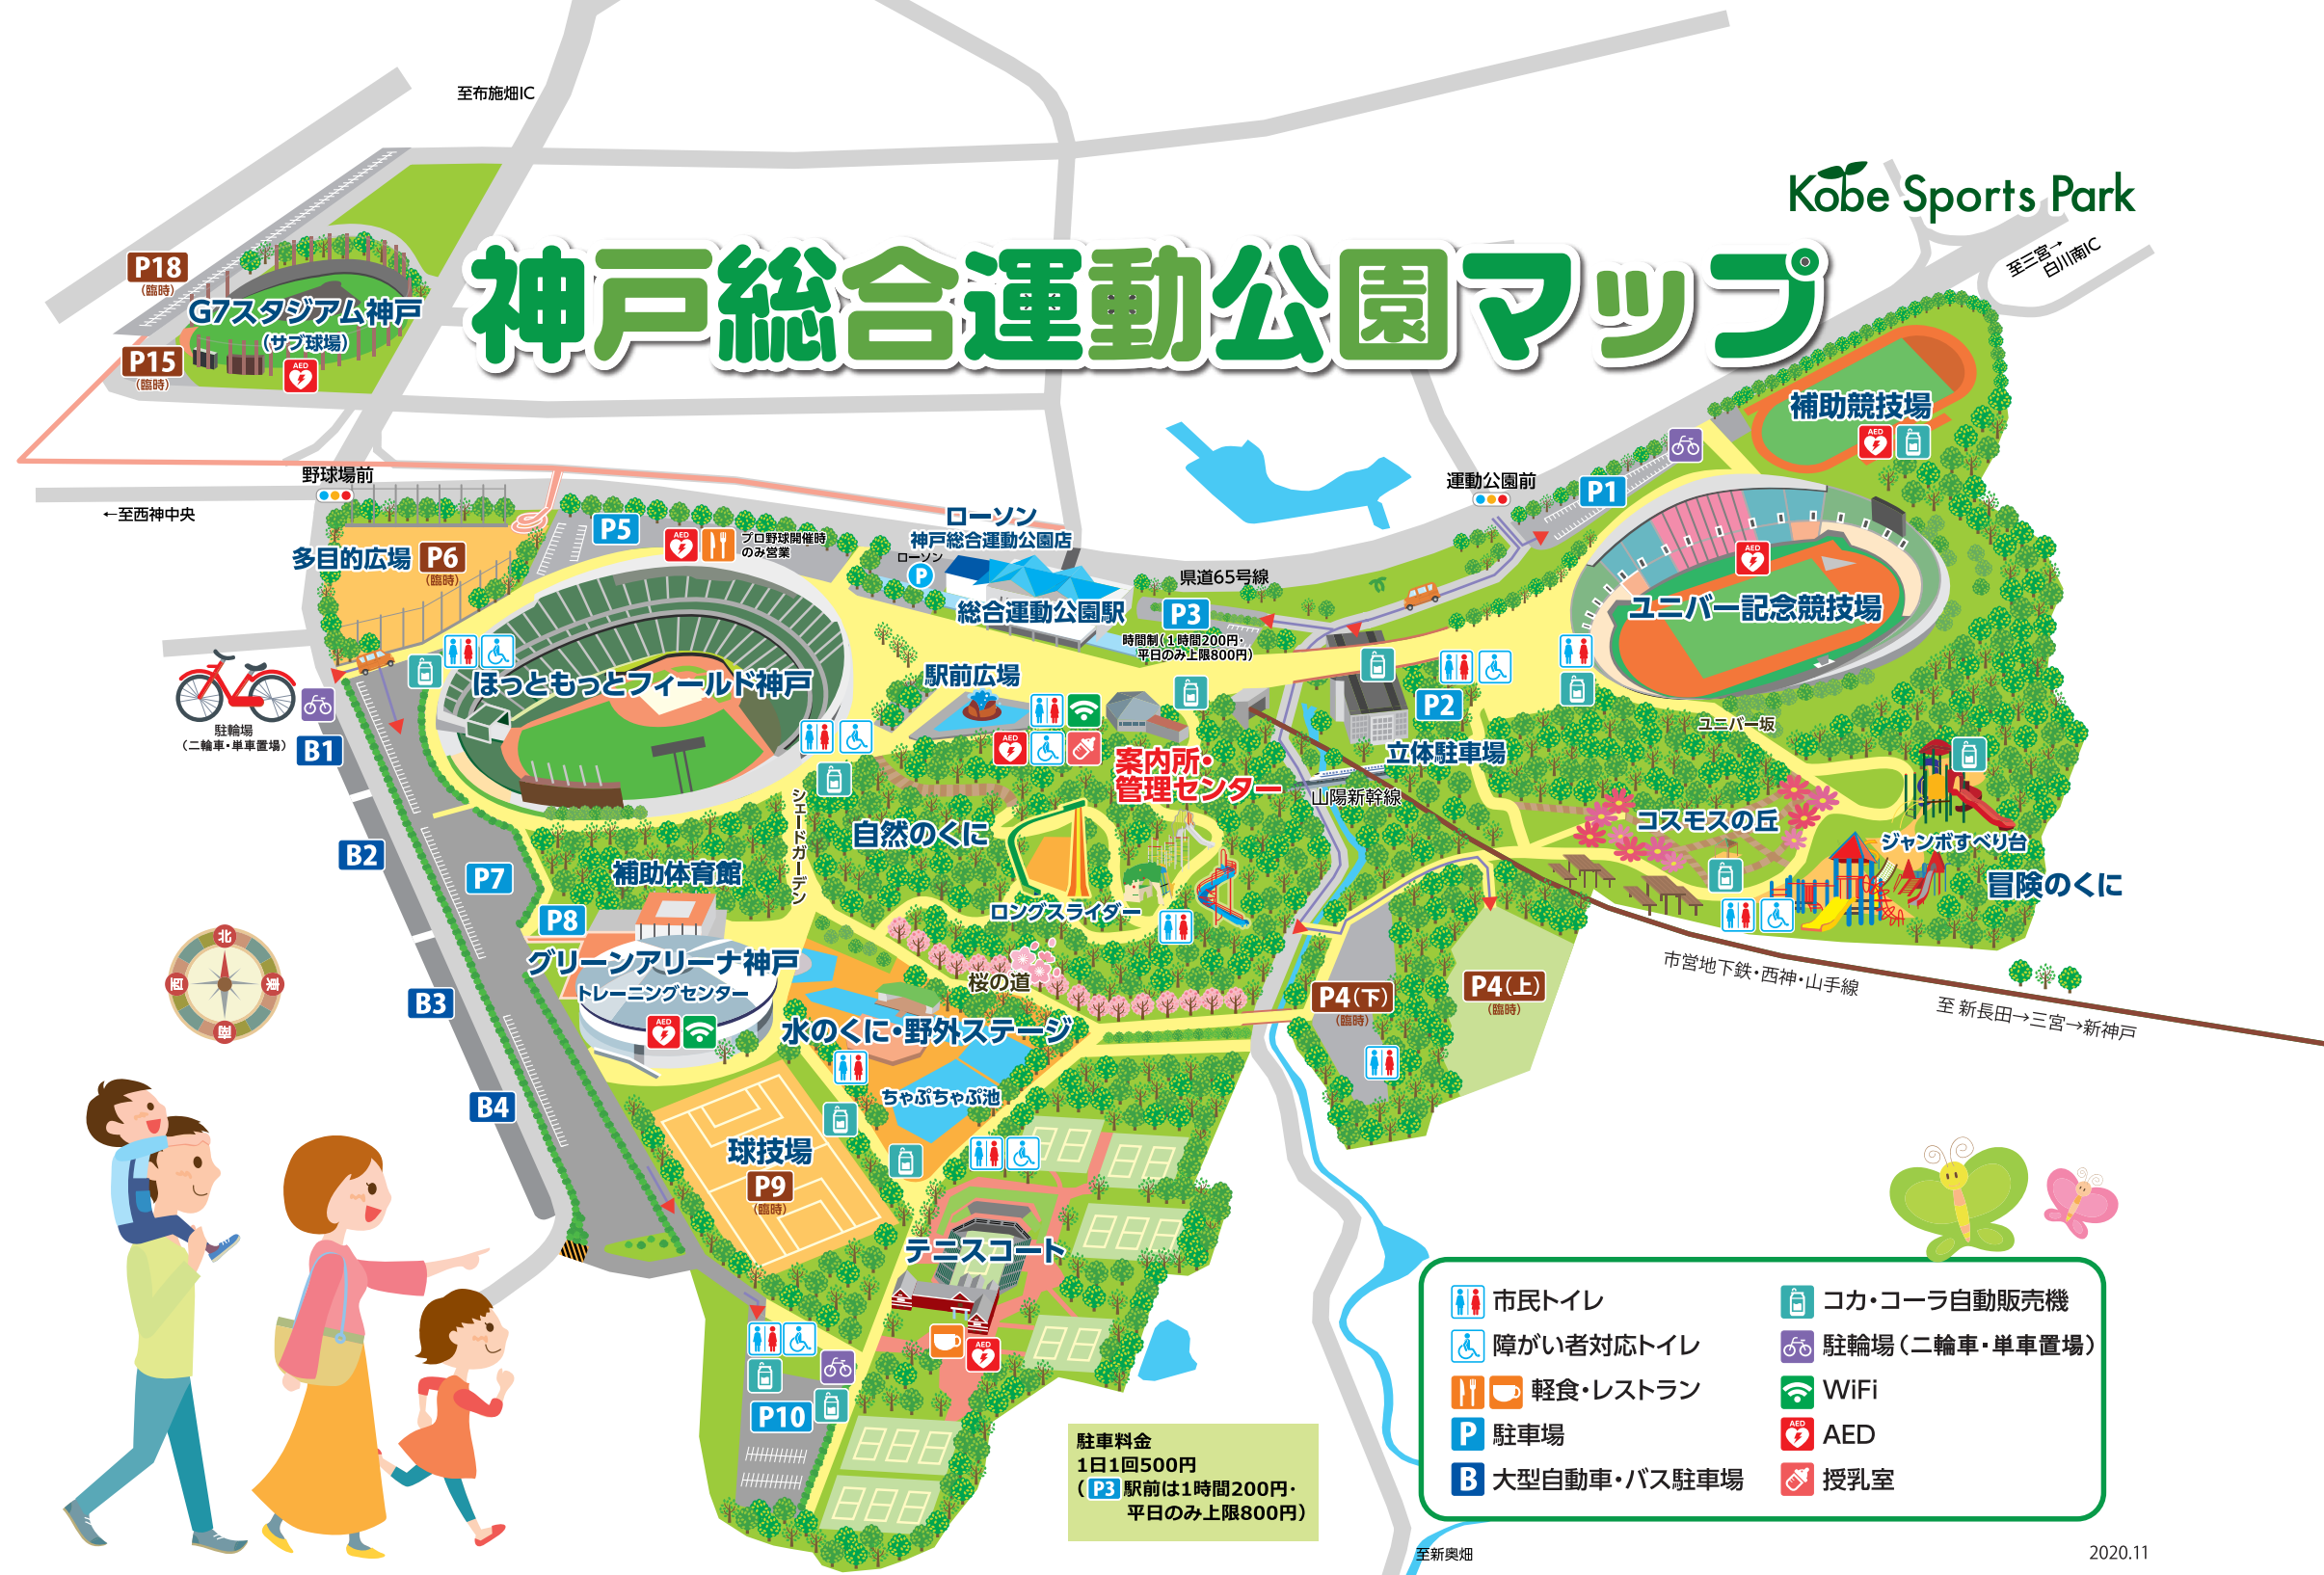 至布施畑IC
Kobe Sports Park
至三宮→
白川南IC
神戸総合運動公園マップ
P18
(臨時)
G7スタジアム神戸
(サブ球場)
P15
(臨時)
AED
補助競技場
AED
野球場前
←至西神中央
運動公園前
P1
P5
AED
プロ野球開催時
のみ営業
ローソン
神戸総合運動公園店
ローソン
P
多目的広場
P6
(臨時)
県道65号線
AED
総合運動公園駅
P3
時間制(1時間200円・
平日のみ上限800円)
ユニバー記念競技場
ほっともっとフィールド神戸
駅前広場
AED
P2
ユニバー坂
立体駐車場
駐輪場
(二輪車・単車置場)
B1
案内所・
管理センター
山陽新幹線
シェードガーデン
自然のくに
コスモスの丘
ジャンボすべり台
冒険のくに
B2
P7
補助体育館
P8
ロングスライダー
グリーンアリーナ神戸
トレーニングセンター
AED
桜の道
市営地下鉄・西神・山手線
至 新長田→三宮→新神戸
北
東
南
西
B3
P4(下)
(臨時)
P4(上)
(臨時)
水のくに・野外ステージ
ちゃぷちゃぷ池
B4
球技場
P9
(臨時)
テニスコート
AED
P10
駐車料金
1日1回500円
(P3駅前は1時間200円・
平日のみ上限800円)
市民トイレ
障がい者対応トイレ
軽食・レストラン
P 駐車場
B 大型自動車・バス駐車場
コカ・コーラ自動販売機
駐輪場(二輪車・単車置場)
WiFi
AED AED
授乳室
至新奥畑
2020.11